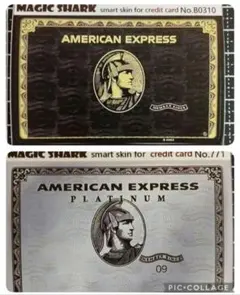 MAGIC SHARK smart skin for credit card No.B0310
AMERICAN EXPRESS
MAGIC SHARK smart skin for credit card No.771
AMERICAN EXPRESS
PLATINUM
09
PIC•COLLAGE